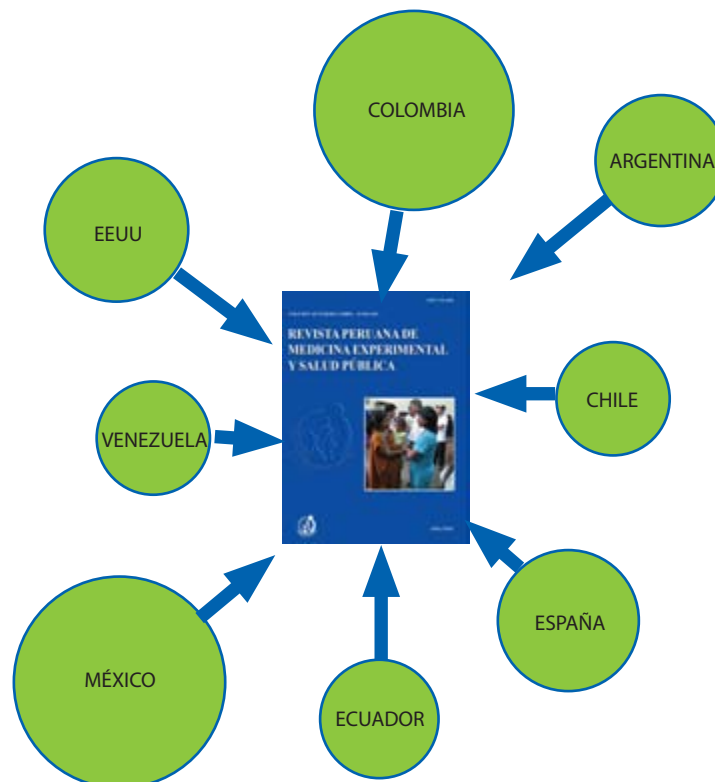 COLOMBIA
ARGENTINA
EEUU
REVISTA PERUANA DE
MEDICINA EXPERIMENTAL
Y SALUD PÚBLICA
CHILE
VENEZUELA
ESPAÑA
MÉXICO
ECUADOR